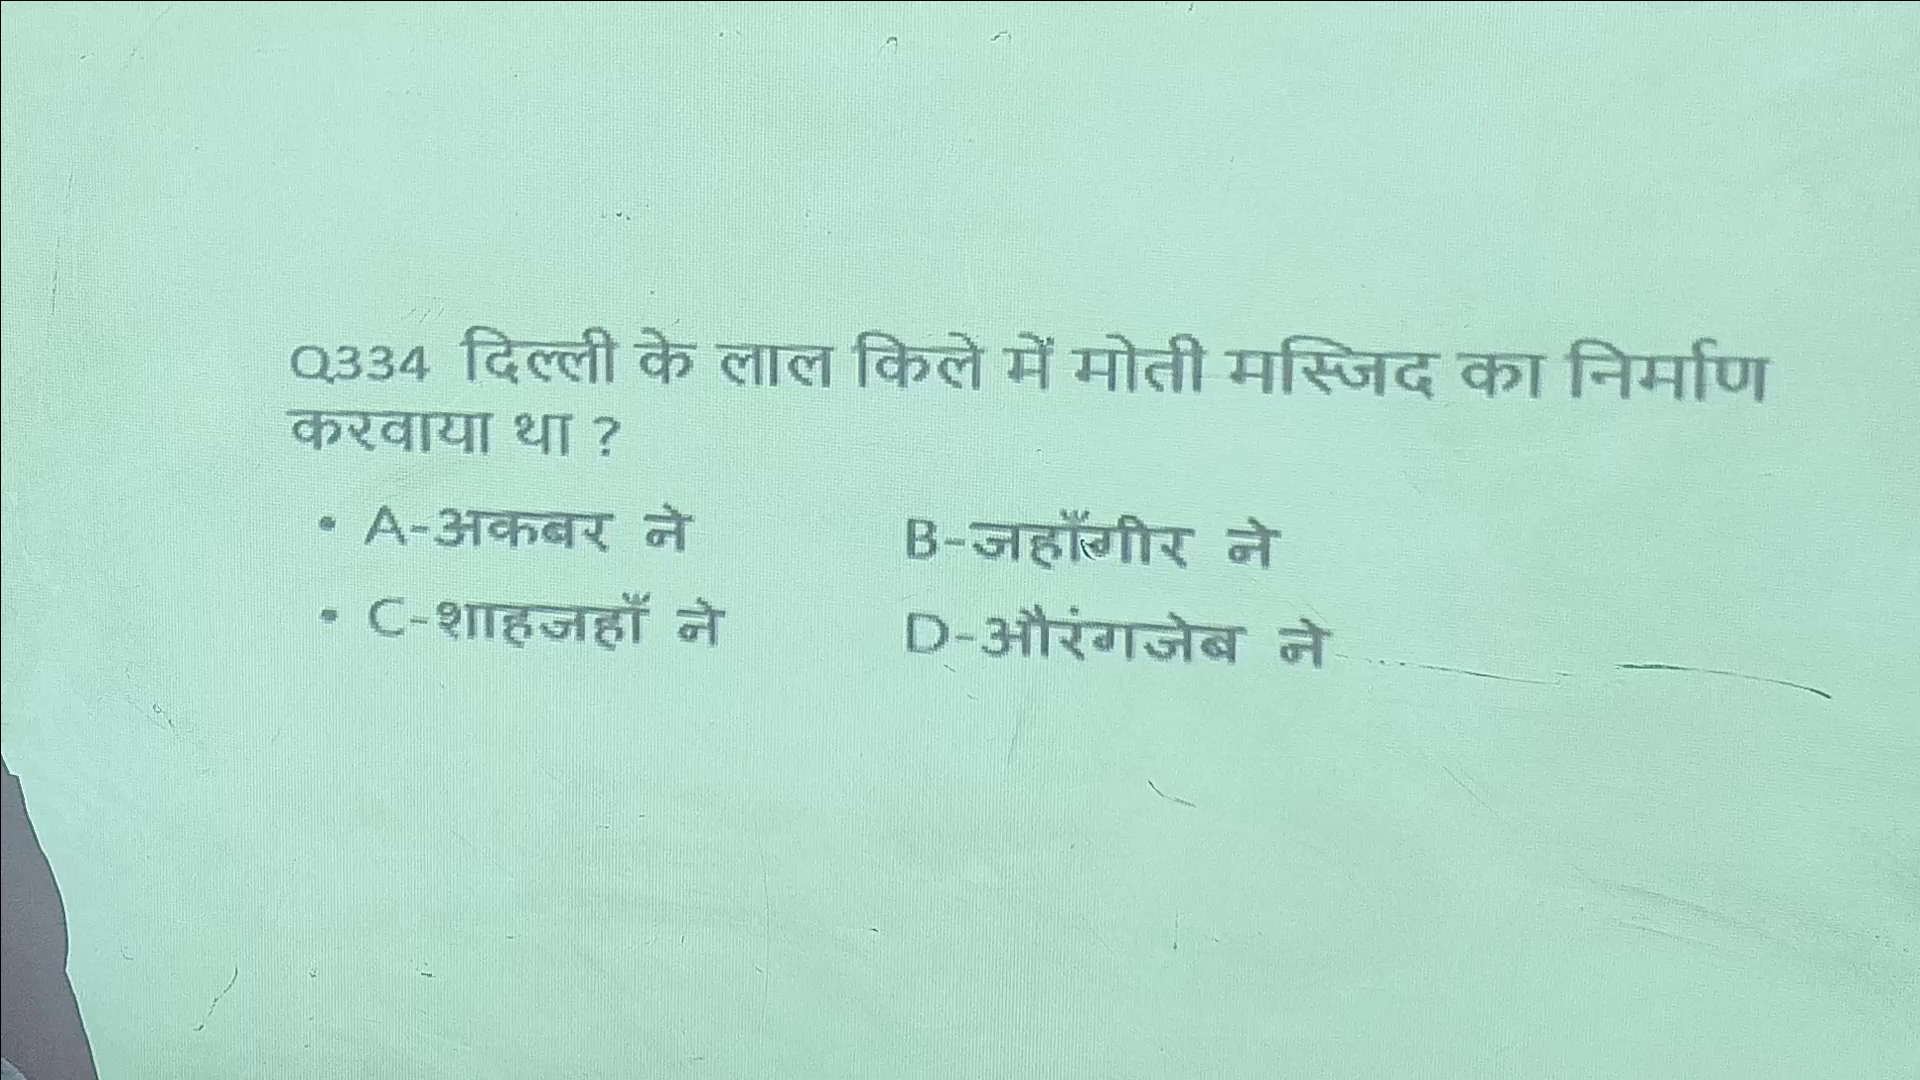 Q334 दिल्ली के लाल किले में मोती मस्जिद का निर्माण
करवाया था ?
• A-अकबर ने B-जहाँगीर ने
• C-शाहजहाँ ने D-औरंगजेब ने